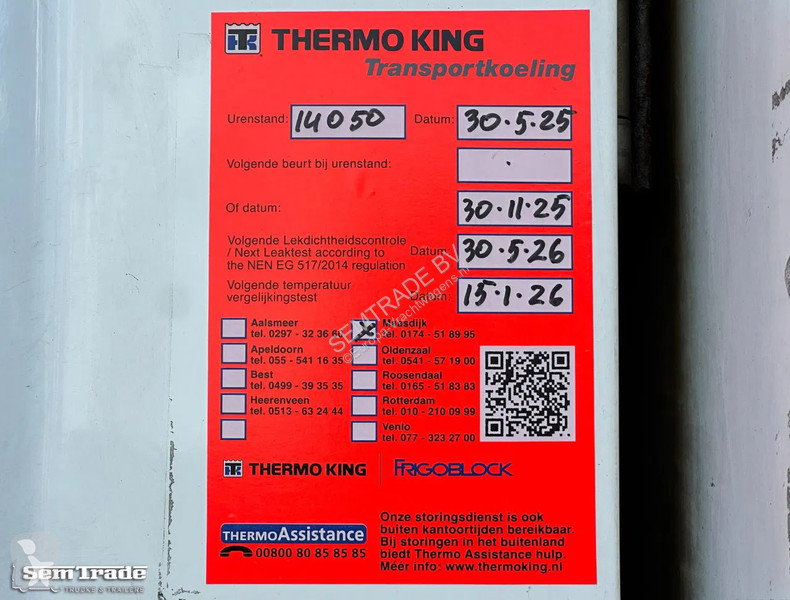 THERMO KING
Transportkoeling
Urenstand: 14050 Datum: 30·5·25
Volgende beurt bij urenstand:
Of datum: 30·11·25
Volgende Lekdichtheidscontrole
/ Next Leaktest according to
the NEN EG 517/2014 regulation Datum: 30·5·26
Volgende temperatuur
vergelijkingstest Datum: 15·1·26
Aalsmeer
tel. 0297 - 32 36 60
Maasdijk
tel. 0174 - 51 89 95
Apeldoorn
tel. 055 - 541 16 35
Oldenzaal
tel. 0541 - 57 19 00
Best
tel. 0499 - 39 35 35
Roosendaal
tel. 0165 - 51 83 83
Heerenveen
tel. 0513 - 63 24 44
Rotterdam
tel. 010 - 210 09 99
Venlo
tel. 077 - 323 27 00
THERMO KING FRIGOBLOCK
THERMOAssistance
00800 80 85 85 85
Onze storingsdienst is ook
buiten kantoortijden bereikbaar.
Bij storingen in het buitenland
biedt Thermo Assistance hulp.
Méér info: www.thermoking.nl
SEMTRADE BV
©europavrachtwagens.nl
SemTrade
TRUCKS & TRAILERS